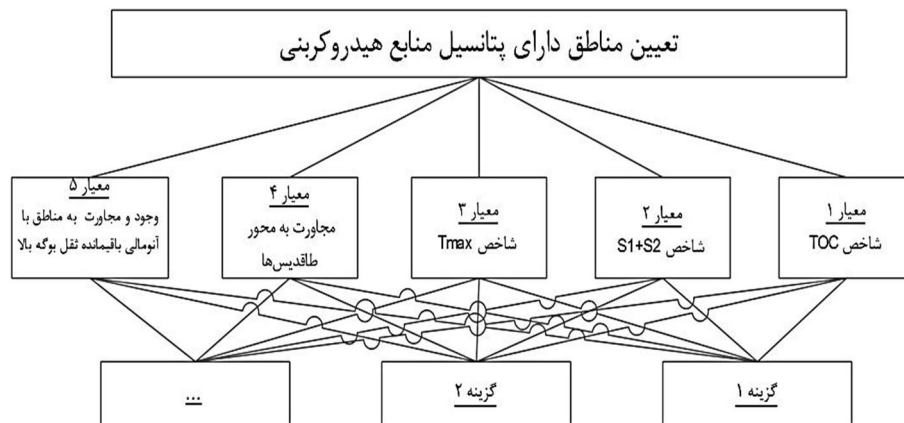 تعیین مناطق دارای پتانسیل منابع هیدروکربنی
معیار ۱
شاخص TOC
معیار ۲
شاخص S1+S2
معیار ۳
شاخص Tmax
معیار ۴
مجاورت به محور
طاقدیس‌ها
معیار ۵
وجود و مجاورت به مناطق با
آنومالی باقیمانده ثقل بوگه بالا
گزینه ۱
گزینه ۲
...